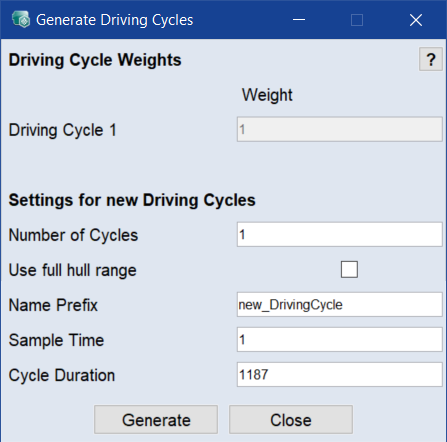 Generate Driving Cycles
Driving Cycle Weights ?
Weight
Driving Cycle 1 1
Settings for new Driving Cycles
Number of Cycles 1
Use full hull range
Name Prefix new_DrivingCycle
Sample Time 1
Cycle Duration 1187
Generate Close